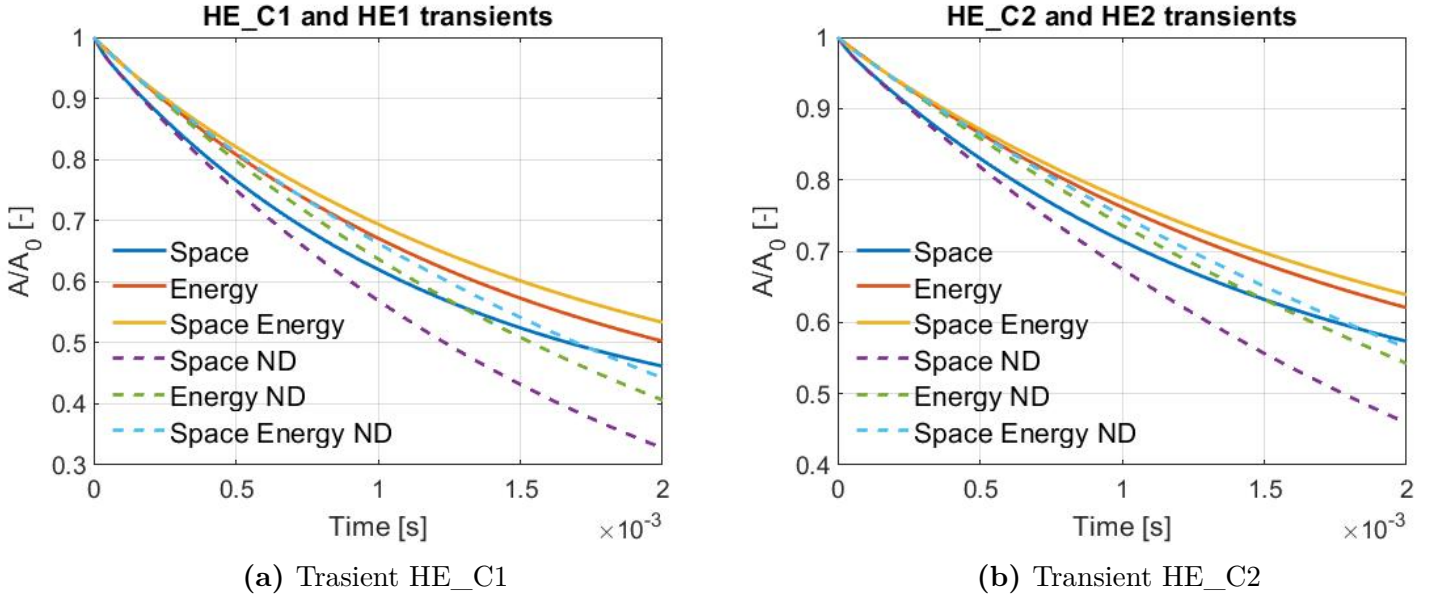 HE_C1 and HE1 transients
1
0.9
0.8
0.7
0.6
0.5
0.4
0.3
A/A0 [-]
Space
Energy
Space Energy
Space ND
Energy ND
Space Energy ND
0 0.5 1 1.5 2
Time [s]
×10-3
(a) Trasient HE_C1
HE_C2 and HE2 transients
1
0.9
0.8
0.7
0.6
0.5
0.4
A/A0 [-]
Space
Energy
Space Energy
Space ND
Energy ND
Space Energy ND
0 0.5 1 1.5 2
Time [s]
×10-3
(b) Transient HE_C2